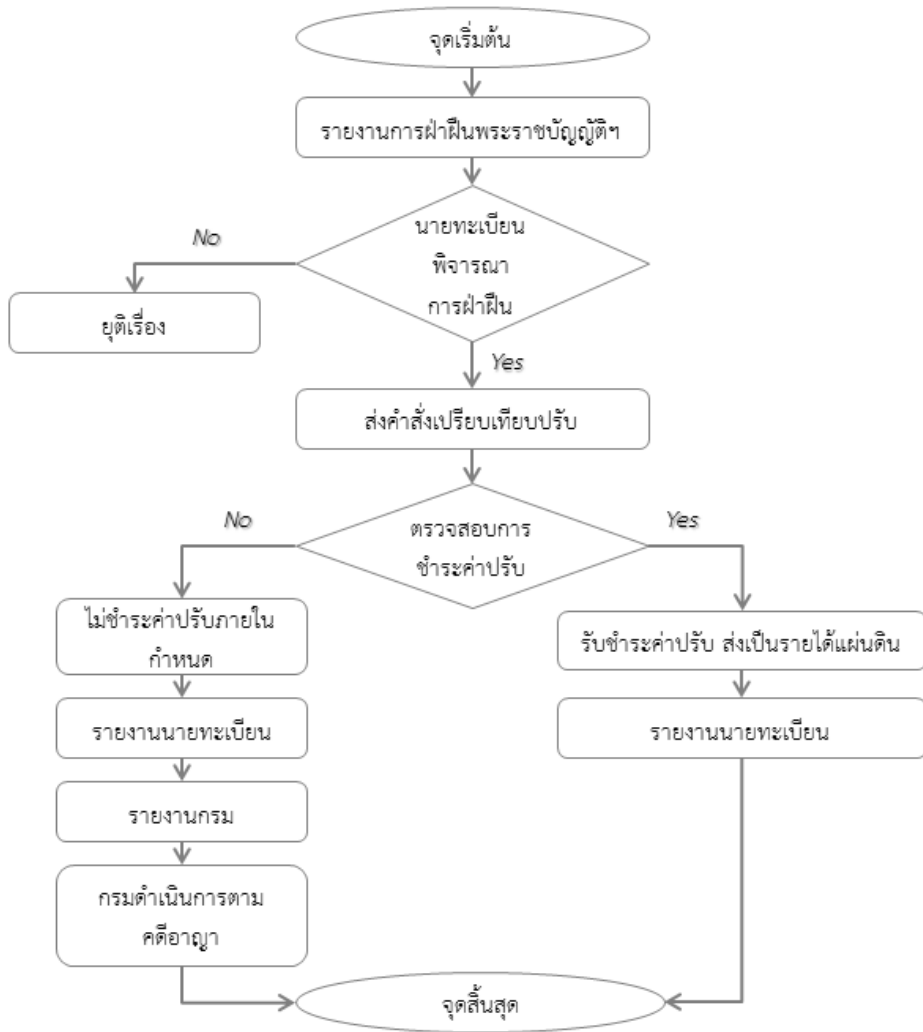 จุดเริ่มต้น
รายงานการฝ่าฝืนพระราชบัญญัติฯ
นายทะเบียน
พิจารณา
การฝ่าฝืน
No
ยุติเรื่อง
Yes
ส่งคำสั่งเปรียบเทียบปรับ
ตรวจสอบการ
ชำระค่าปรับ
No
Yes
ไม่ชำระค่าปรับภายใน
กำหนด
รับชำระค่าปรับ ส่งเป็นรายได้แผ่นดิน
รายงานนายทะเบียน
รายงานนายทะเบียน
รายงานกรม
กรมดำเนินการตาม
คดีอาญา
จุดสิ้นสุด